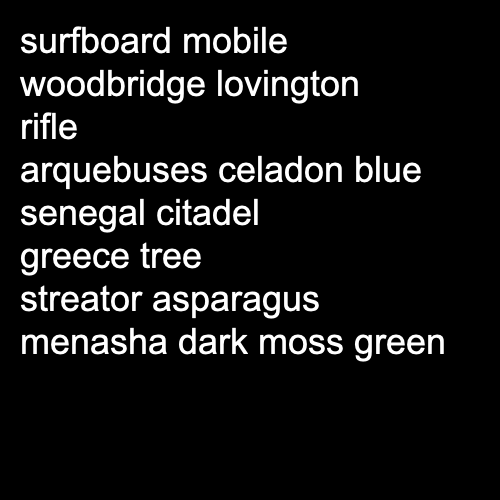 surfboard mobile
woodbridge lovington
rifle
arquebuses celadon blue
senegal citadel
greece tree
streator asparagus
menasha dark moss green